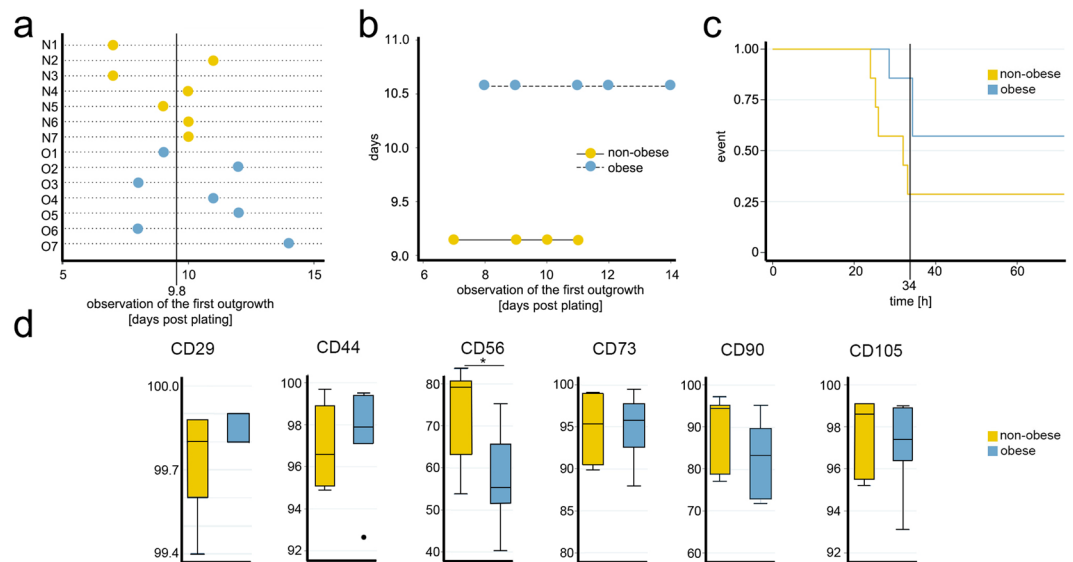 a
N1
N2
N3
N4
N5
N6
N7
O1
O2
O3
O4
O5
O6
O7
5
10
15
9.8
observation of the first outgrowth
[days post plating]
b
11.0
10.5
10.0
9.5
9.0
days
non-obese
obese
6
8
10
12
14
observation of the first outgrowth
[days post plating]
c
1.00
0.75
0.50
0.25
0
event
non-obese
obese
0
20
40
60
34
time [h]
d
CD29
100.0
99.7
99.4
CD44
100
98
96
94
92
CD56
*
80
70
60
50
40
CD73
100
95
90
85
80
CD90
100
90
80
70
60
CD105
100
98
96
94
92
non-obese
obese